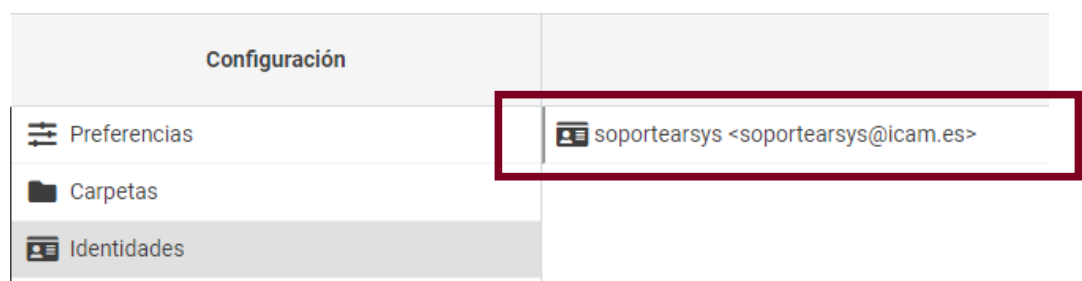 Configuración
Preferencias
soportearsys <soportearsys@icam.es>
Carpetas
Identidades